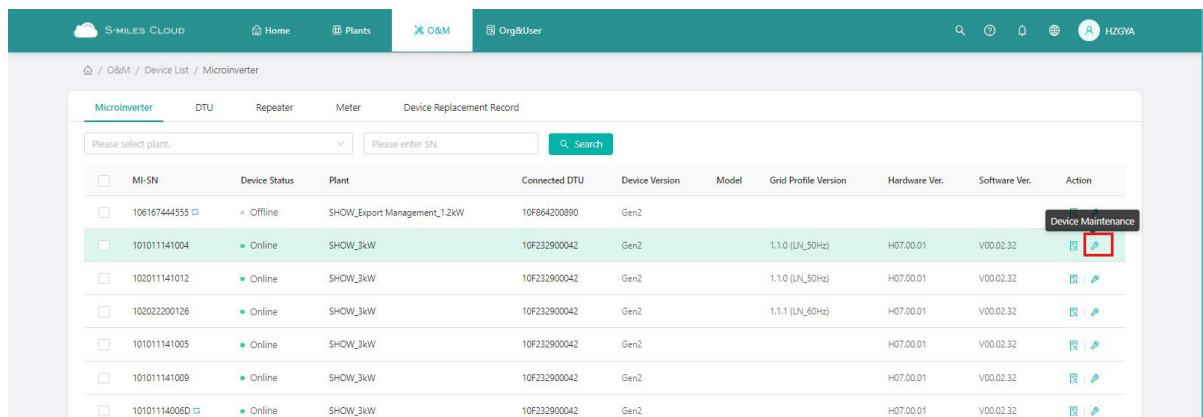 S-MILES CLOUD Home Plants O&M Org&User HZGYA
/ O&M / Device List / Microinverter
Microinverter DTU Repeater Meter Device Replacement Record
Please select plant. Please enter SN. Search
MI-SN Device Status Plant Connected DTU Device Version Model Grid Profile Version Hardware Ver. Software Ver. Action
106167444555 Offline SHOW_Export Management_1.2kW 10F864200890 Gen2
Device Maintenance
101011141004 Online SHOW_3kW 10F232900042 Gen2 1.1.0 (LN_50Hz) H07.00.01 V00.02.32
102011141012 Online SHOW_3kW 10F232900042 Gen2 1.1.0 (LN_50Hz) H07.00.01 V00.02.32
102022200126 Online SHOW_3kW 10F232900042 Gen2 1.1.1 (LN_60Hz) H07.00.01 V00.02.32
101011141005 Online SHOW_3kW 10F232900042 Gen2 H07.00.01 V00.02.32
101011141009 Online SHOW_3kW 10F232900042 Gen2 H07.00.01 V00.02.32
10101114006D Online SHOW_3kW 10F232900042 Gen2 H07.00.01 V00.02.32